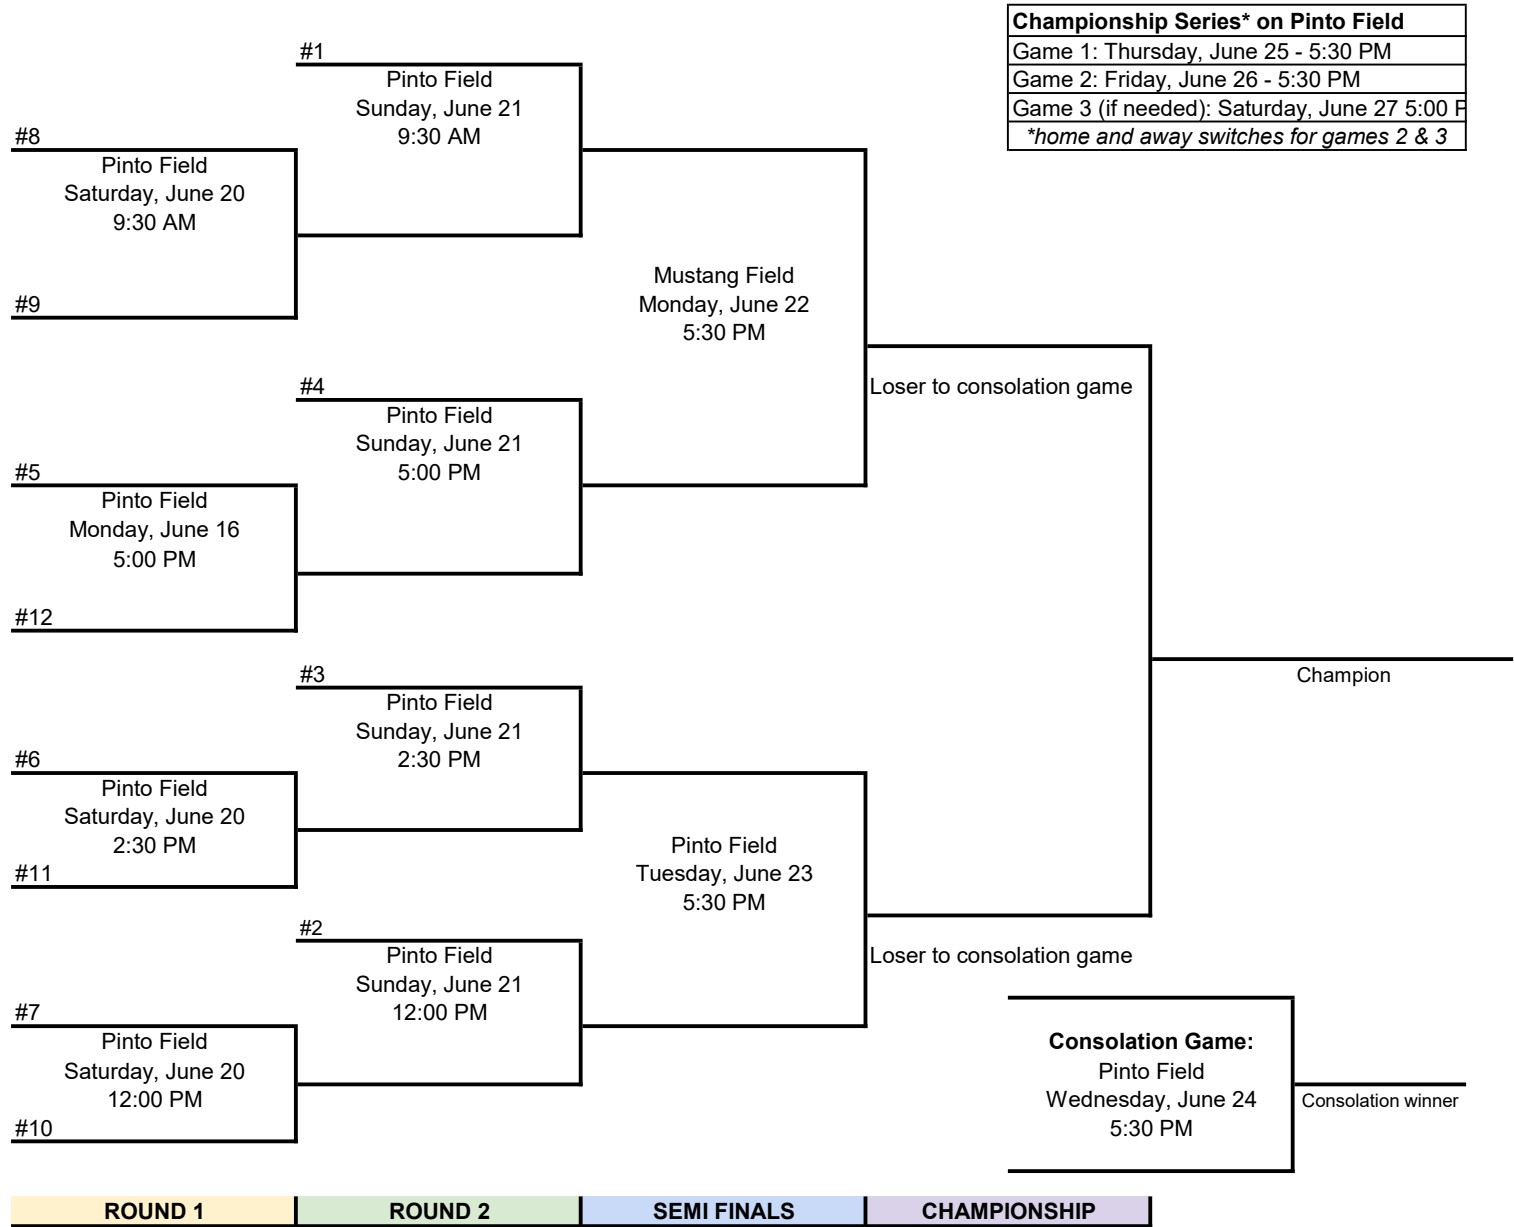 Championship Series* on Pinto Field
Game 1: Thursday, June 25 - 5:30 PM
Game 2: Friday, June 26 - 5:30 PM
Game 3 (if needed): Saturday, June 27 5:00 P
*home and away switches for games 2 & 3
#8
Pinto Field
Saturday, June 20
9:30 AM
#9
#5
Pinto Field
Monday, June 16
5:00 PM
#12
#6
Pinto Field
Saturday, June 20
2:30 PM
#11
#7
Pinto Field
Saturday, June 20
12:00 PM
#10
ROUND 1
#1
Pinto Field
Sunday, June 21
9:30 AM
#4
Pinto Field
Sunday, June 21
5:00 PM
#3
Pinto Field
Sunday, June 21
2:30 PM
#2
Pinto Field
Sunday, June 21
12:00 PM
ROUND 2
Mustang Field
Monday, June 22
5:30 PM
Pinto Field
Tuesday, June 23
5:30 PM
SEMI FINALS
Loser to consolation game
Loser to consolation game
CHAMPIONSHIP
Champion
Consolation Game:
Pinto Field
Wednesday, June 24
5:30 PM
Consolation winner